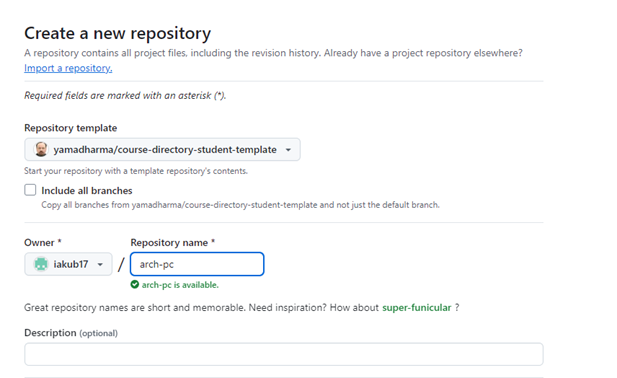 Create a new repository
A repository contains all project files, including the revision history. Already have a project repository elsewhere?
Import a repository.
Required fields are marked with an asterisk (*).
Repository template
yamadharma/course-directory-student-template
Start your repository with a template repository's contents.
Include all branches
Copy all branches from yamadharma/course-directory-student-template and not just the default branch.
Owner * Repository name *
iakub17 / arch-pc
arch-pc is available.
Great repository names are short and memorable. Need inspiration? How about super-funicular ?
Description (optional)